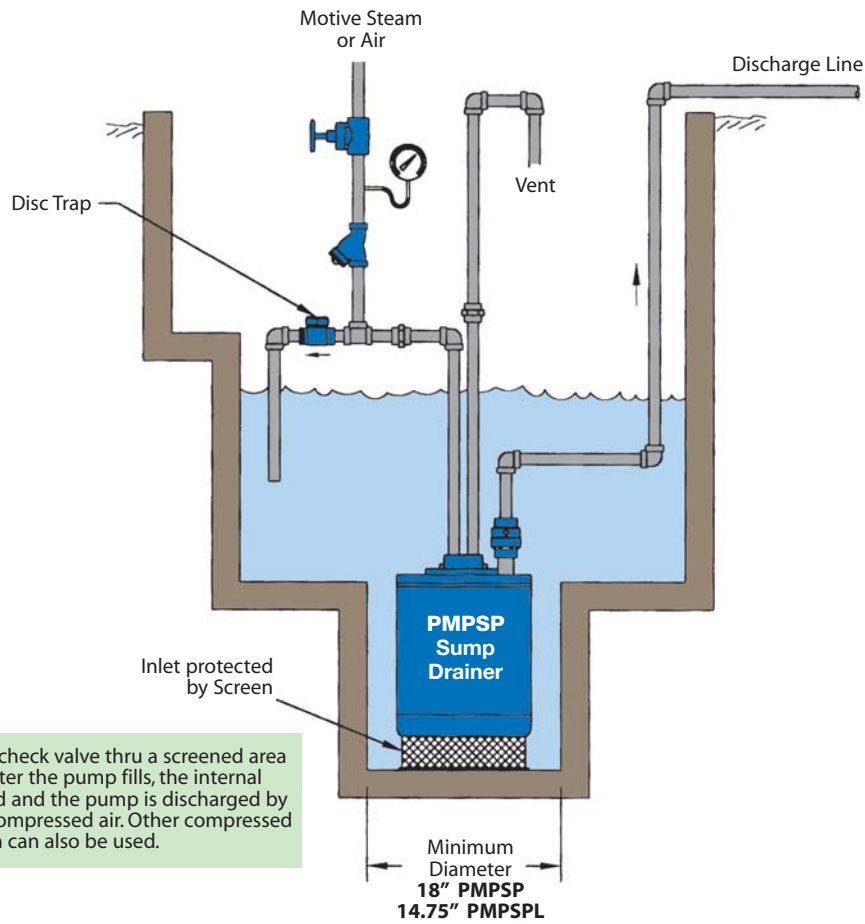 Motive Steam
or Air
Discharge Line
Vent
Disc Trap
PMPSP
Sump
Drainer
Inlet protected
by Screen
check valve thru a screened area
ter the pump fills, the internal
d and the pump is discharged by
ompressed air. Other compressed
n can also be used.
Minimum
Diameter
18" PMPSP
14.75" PMPSPL